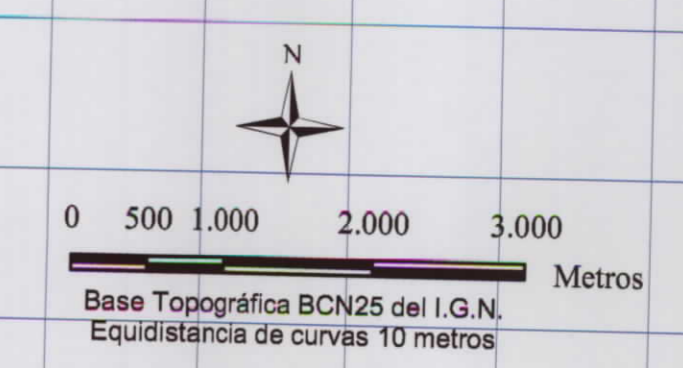 N
0 500 1.000 2.000 3.000
Metros
Base Topográfica BCN25 del I.G.N.
Equidistancia de curvas 10 metros